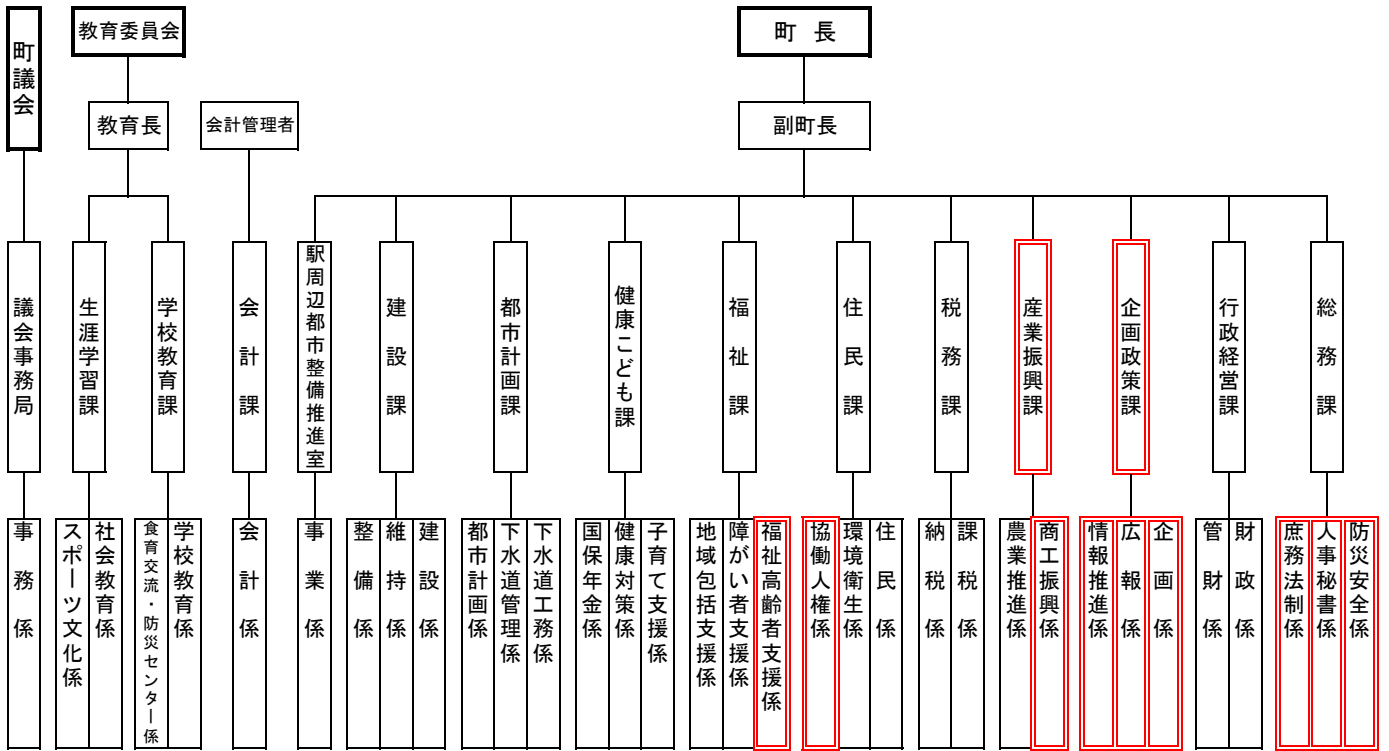 町議会
教育委員会
町長
教育長
会計管理者
副町長
議会事務局
生涯学習課
学校教育課
会計課
駅周辺都市整備推進室
建設課
都市計画課
健康こども課
福祉課
住民課
税務課
産業振興課
企画政策課
行政経営課
総務課
事務係
スポーツ文化係
社会教育係
食育交流・防災センター係
学校教育係
会計係
事業係
整備係
維持係
建設係
都市計画係
下水道管理係
下水道工務係
国保年金係
健康対策係
子育て支援係
地域包括支援係
障がい者支援係
福祉高齢者支援係
協働人権係
環境衛生係
住民係
納税係
課税係
農業推進係
商工振興係
情報推進係
広報係
企画係
管財係
財政係
庶務法制係
人事秘書係
防災安全係